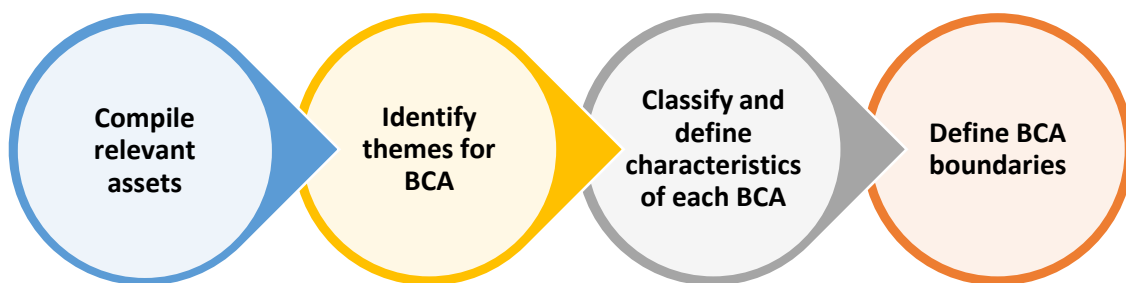 Compile
relevant
assets
Identify
themes for
BCA
Classify and
define
characteristics
of each BCA
Define BCA
boundaries